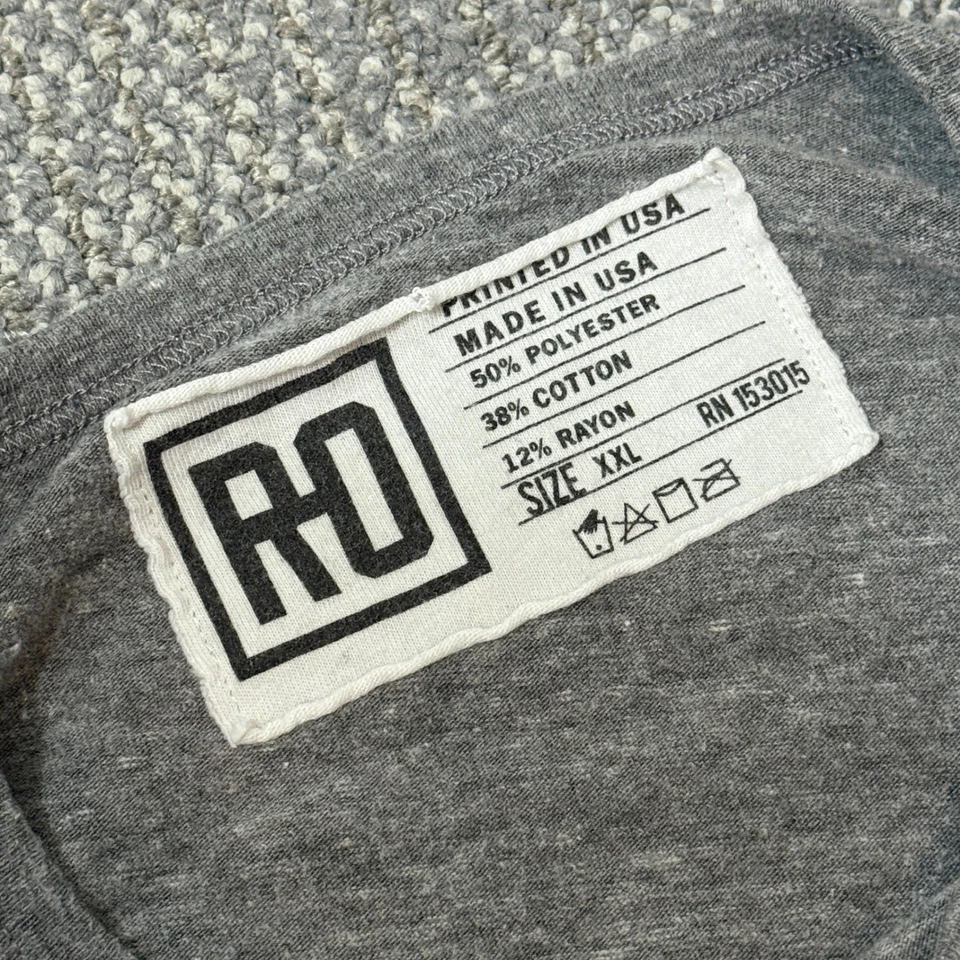 RO
PRINTED IN USA
MADE IN USA
50% POLYESTER
38% COTTON
12% RAYON RN 153015
SIZE XXL